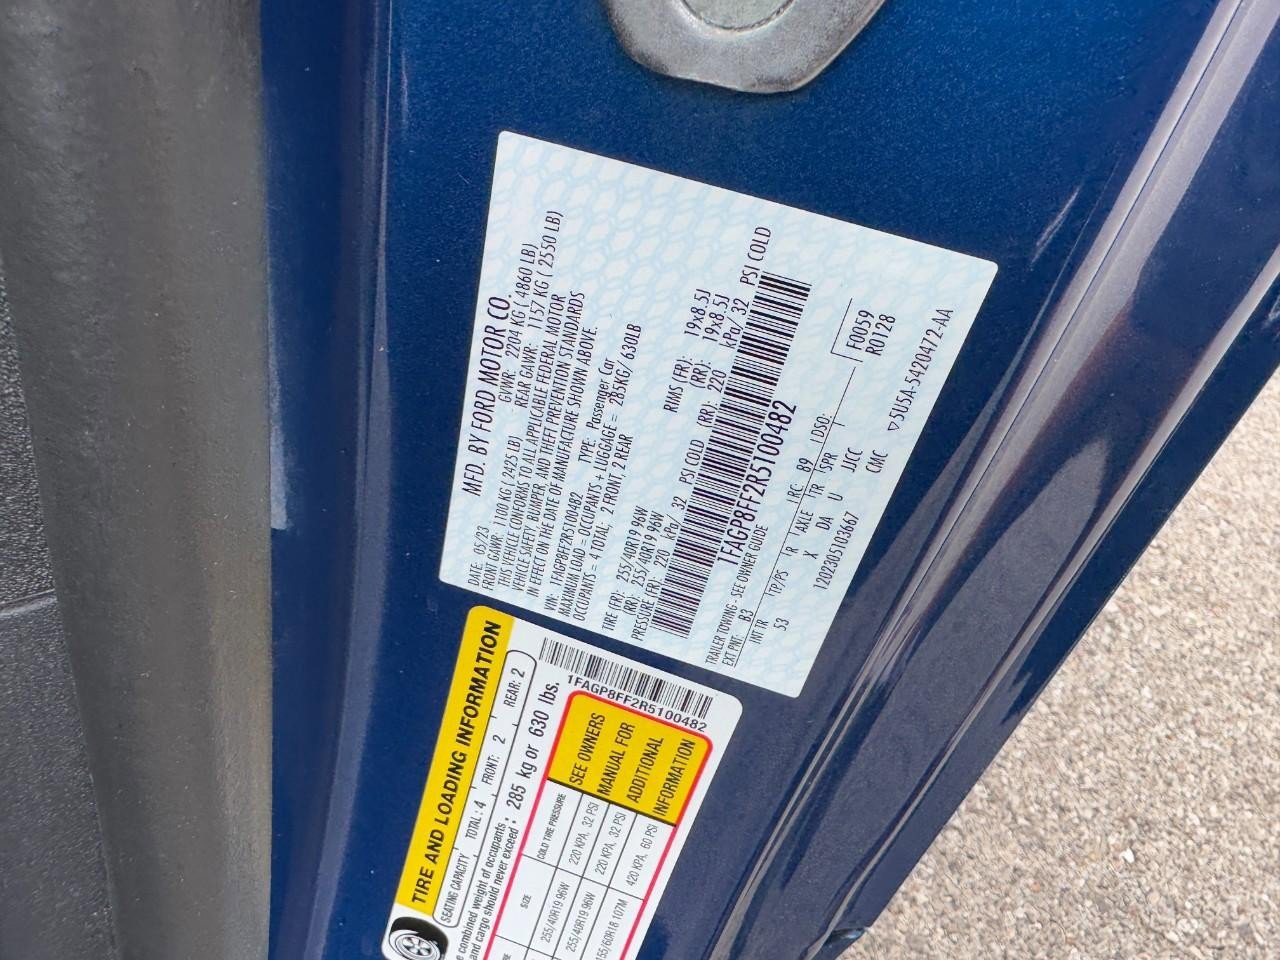 MFD. BY FORD MOTOR CO.
DATE: 05/23 GVWR: 2204 KG ( 4860 LB)
FRONT GAWR: 1100 KG ( 2425 LB) REAR GAWR: 1157 KG ( 2550 LB)
THIS VEHICLE CONFORMS TO ALL APPLICABLE FEDERAL MOTOR
VEHICLE SAFETY, BUMPER, AND THEFT PREVENTION STANDARDS
IN EFFECT ON THE DATE OF MANUFACTURE SHOWN ABOVE.
VIN: 1FAGP8FF2R5100482 TYPE: Passenger Car
MAXIMUM LOAD = OCCUPANTS + LUGGAGE = 285KG/ 630LB
OCCUPANTS = 4 TOTAL; 2 FRONT, 2 REAR
TIRE (FR): 255/40R19 96W RIMS (FR): 19x8.5J
(RR): 255/40R19 96W (RR): 19x8.5J
PRESSURE (FR): 220 kPa/ 32 PSI COLD (RR): 220 kPa/ 32 PSI COLD
1FAGP8FF2R5100482
TRAILER TOWING - SEE OWNER GUIDE
EXT PNT: B3 RC: 89 DSO: F0059
INT TR TP/PS R AXLE TR SPR R0128
53 X DA U JCC
CMC
1202305103667 ▽5U5A-5420472-AA
TIRE AND LOADING INFORMATION
SEATING CAPACITY TOTAL: 4 FRONT: 2 REAR: 2
combined weight of occupants
and cargo should never exceed : 285 kg or 630 lbs.
1FAGP8FF2R5100482
SIZE COLD TIRE PRESSURE
255/40R19 96W 220 KPA, 32 PSI
255/40R19 96W 220 KPA, 32 PSI
155/60R18 107M 420 KPA, 60 PSI
SEE OWNERS
MANUAL FOR
ADDITIONAL
INFORMATION